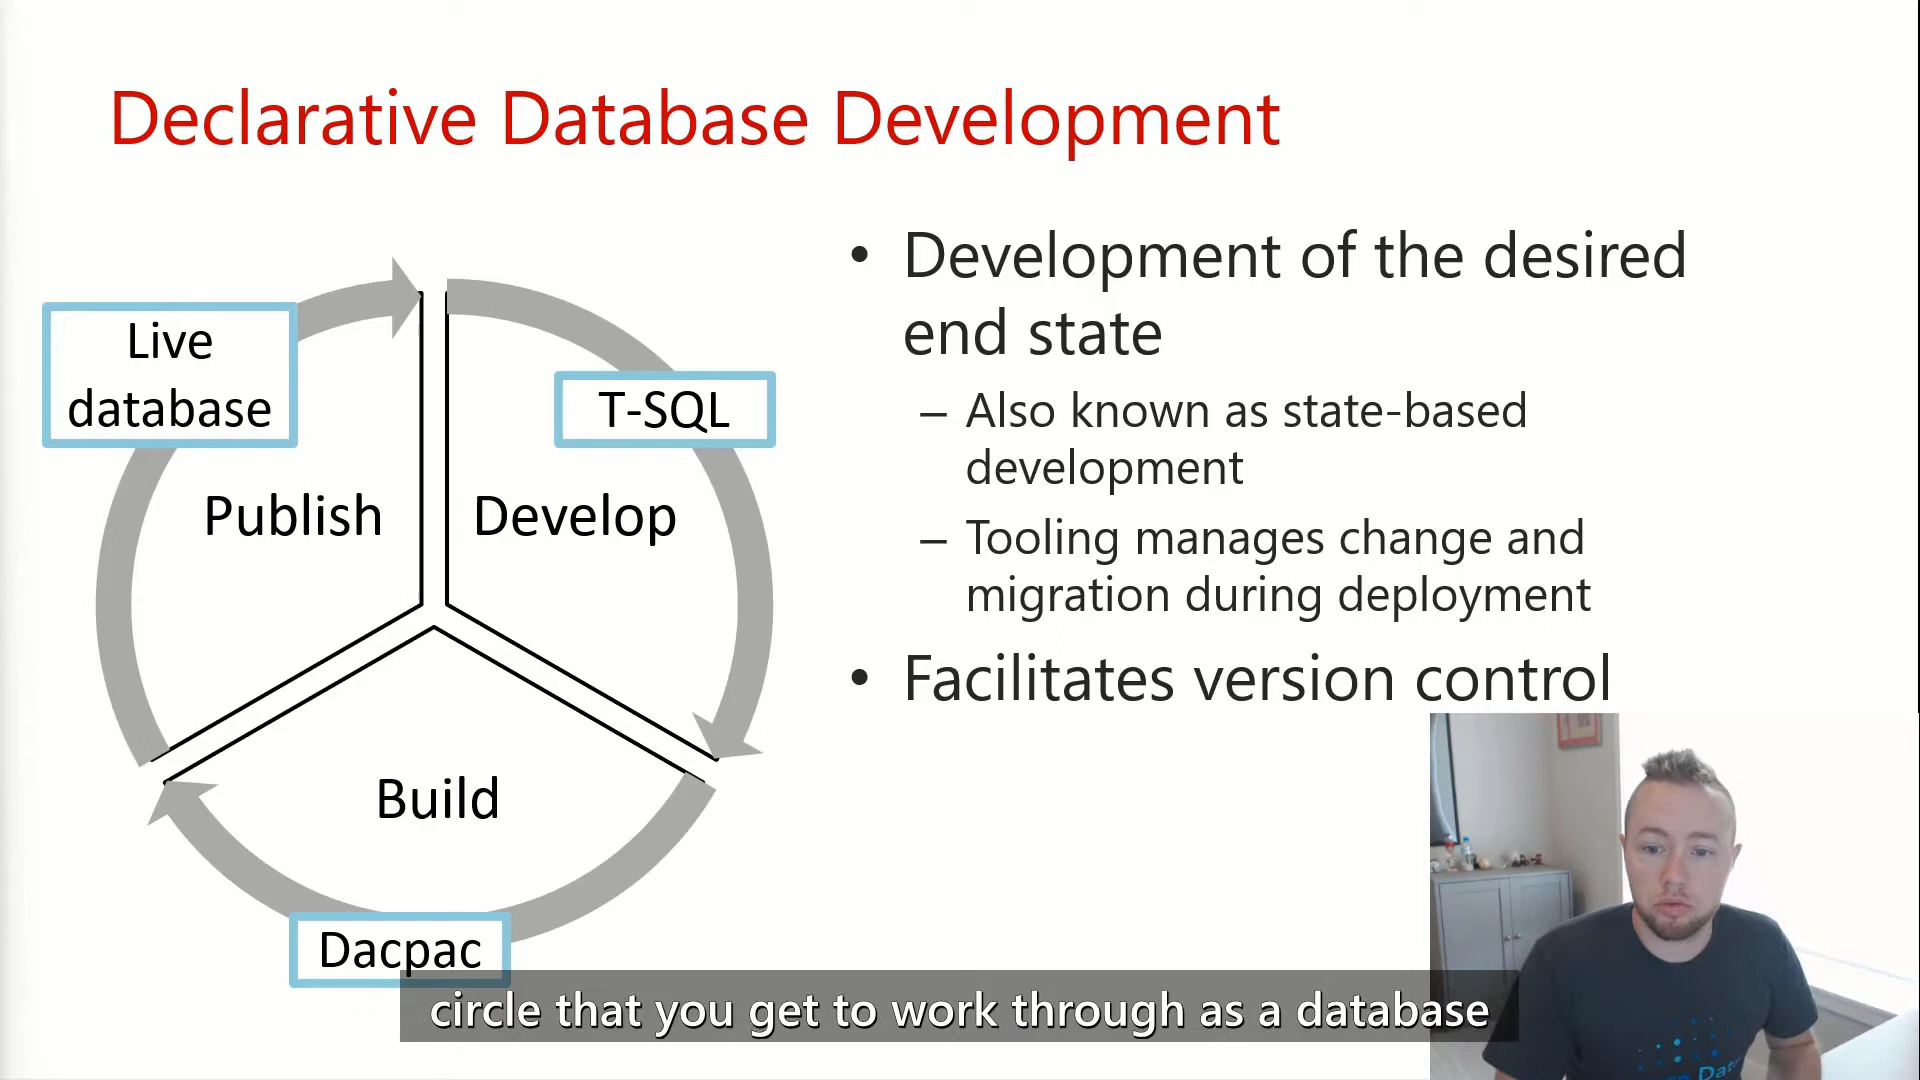 Declarative Database Development
Live
database
T-SQL
Publish
Develop
Build
Dacpac
• Development of the desired
end state
– Also known as state-based
development
– Tooling manages change and
migration during deployment
• Facilitates version control
circle that you get to work through as a database